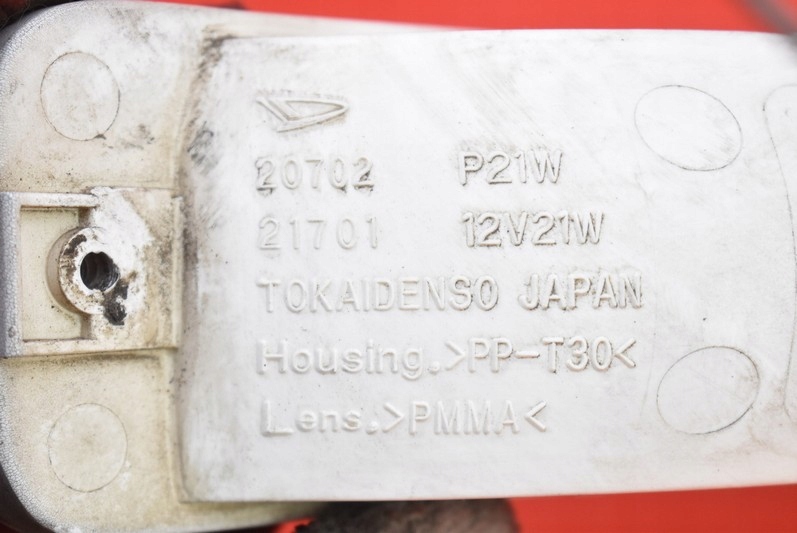 20702 P21W
21701 12V21W
TOKAIDENSO JAPAN
Housing.>PP-T30<
Lens.>PMMA<